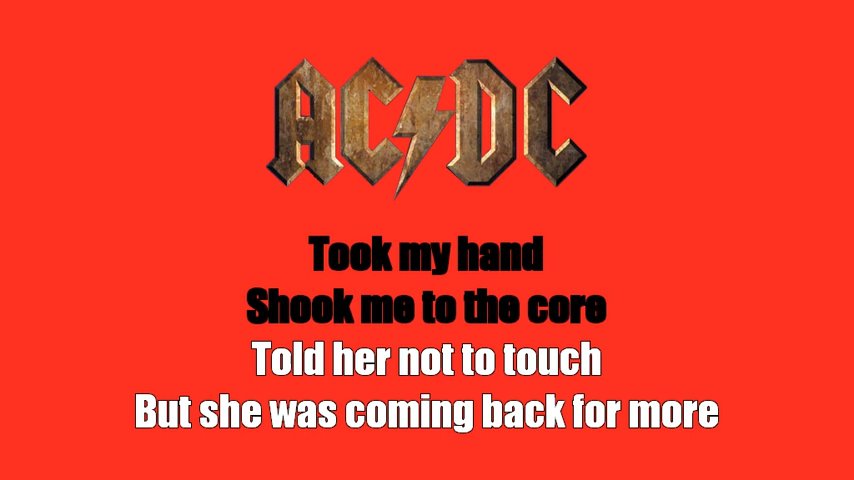 AC⚡DC
Took my hand
Shook me to the core
Told her not to touch
But she was coming back for more